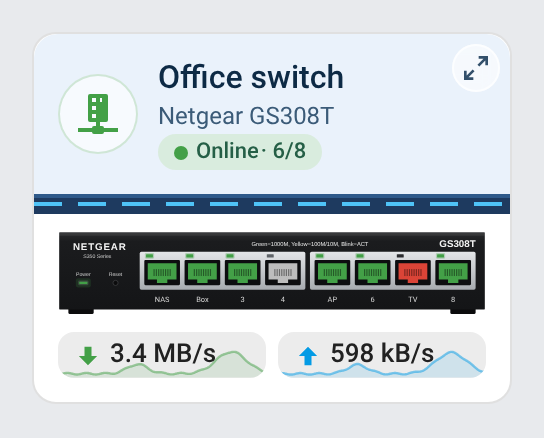 Office switch
Netgear GS308T
Online · 6/8
NETGEAR
S350 Series
Green=1000M, Yellow=100M/10M, Blink=ACT
GS308T
Power Reset
NAS Box 3 4 AP 6 TV 8
3.4 MB/s 598 kB/s